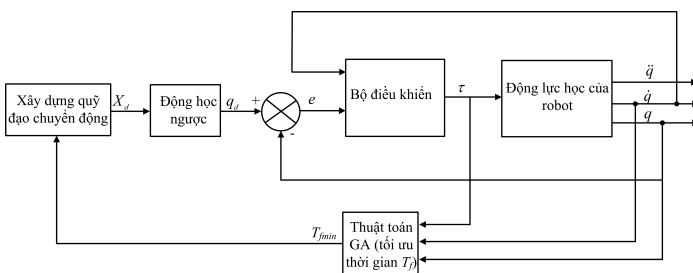 Xây dựng quỹ
đạo chuyển động
X_d
Động học
ngược
q_d
+
-
e
Bộ điều khiển
τ
Động lực học của
robot
q̈
q̇
q
Thuật toán
GA (tối ưu
thời gian T_f)
T_fmin